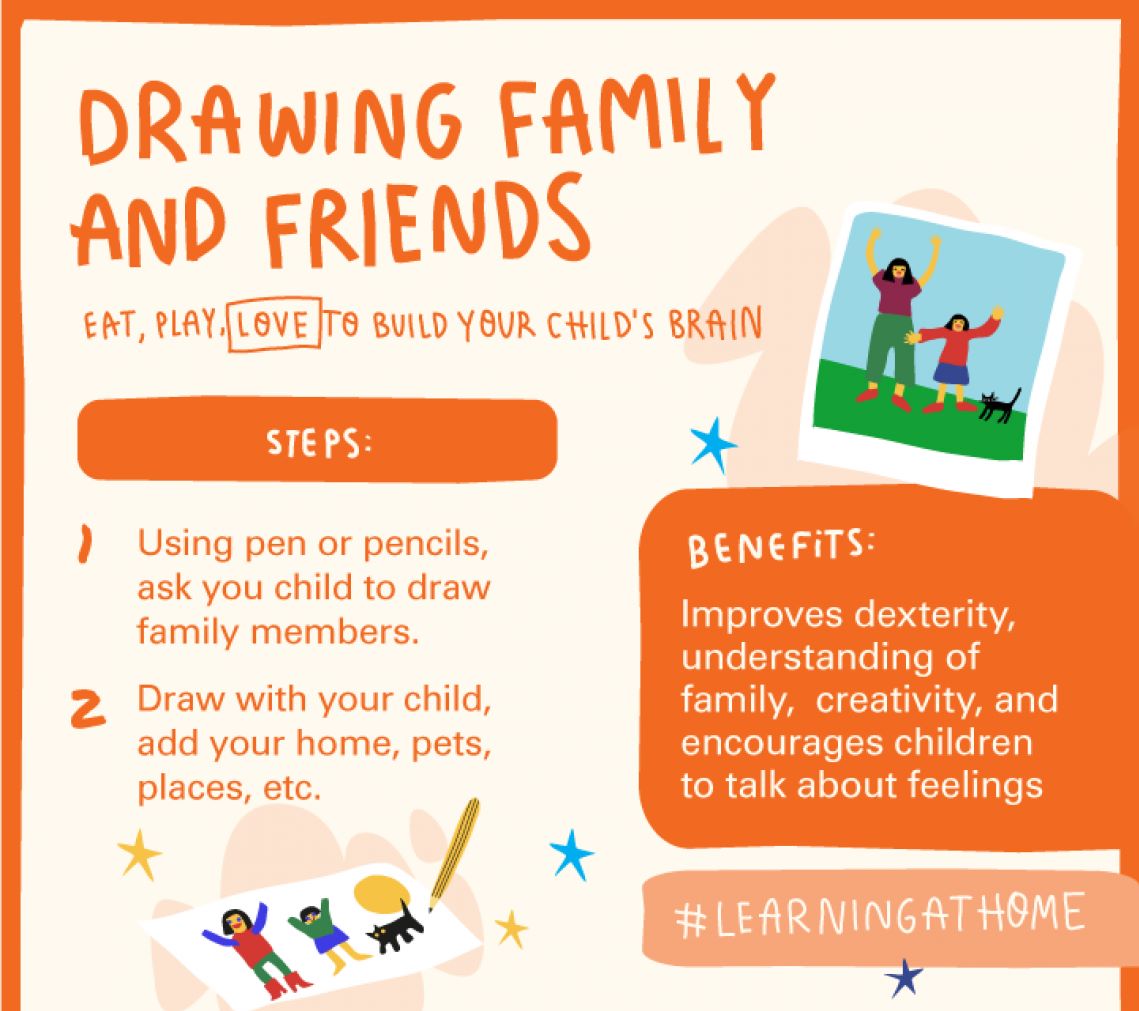 DRAWING FAMILY
AND FRIENDS
EAT, PLAY, LOVE TO BUILD YOUR CHILD'S BRAIN
STEPS:
1 Using pen or pencils,
ask you child to draw
family members.
2 Draw with your child,
add your home, pets,
places, etc.
BENEFiTS:
Improves dexterity,
understanding of
family, creativity, and
encourages children
to talk about feelings
#LEARNINGATHOME